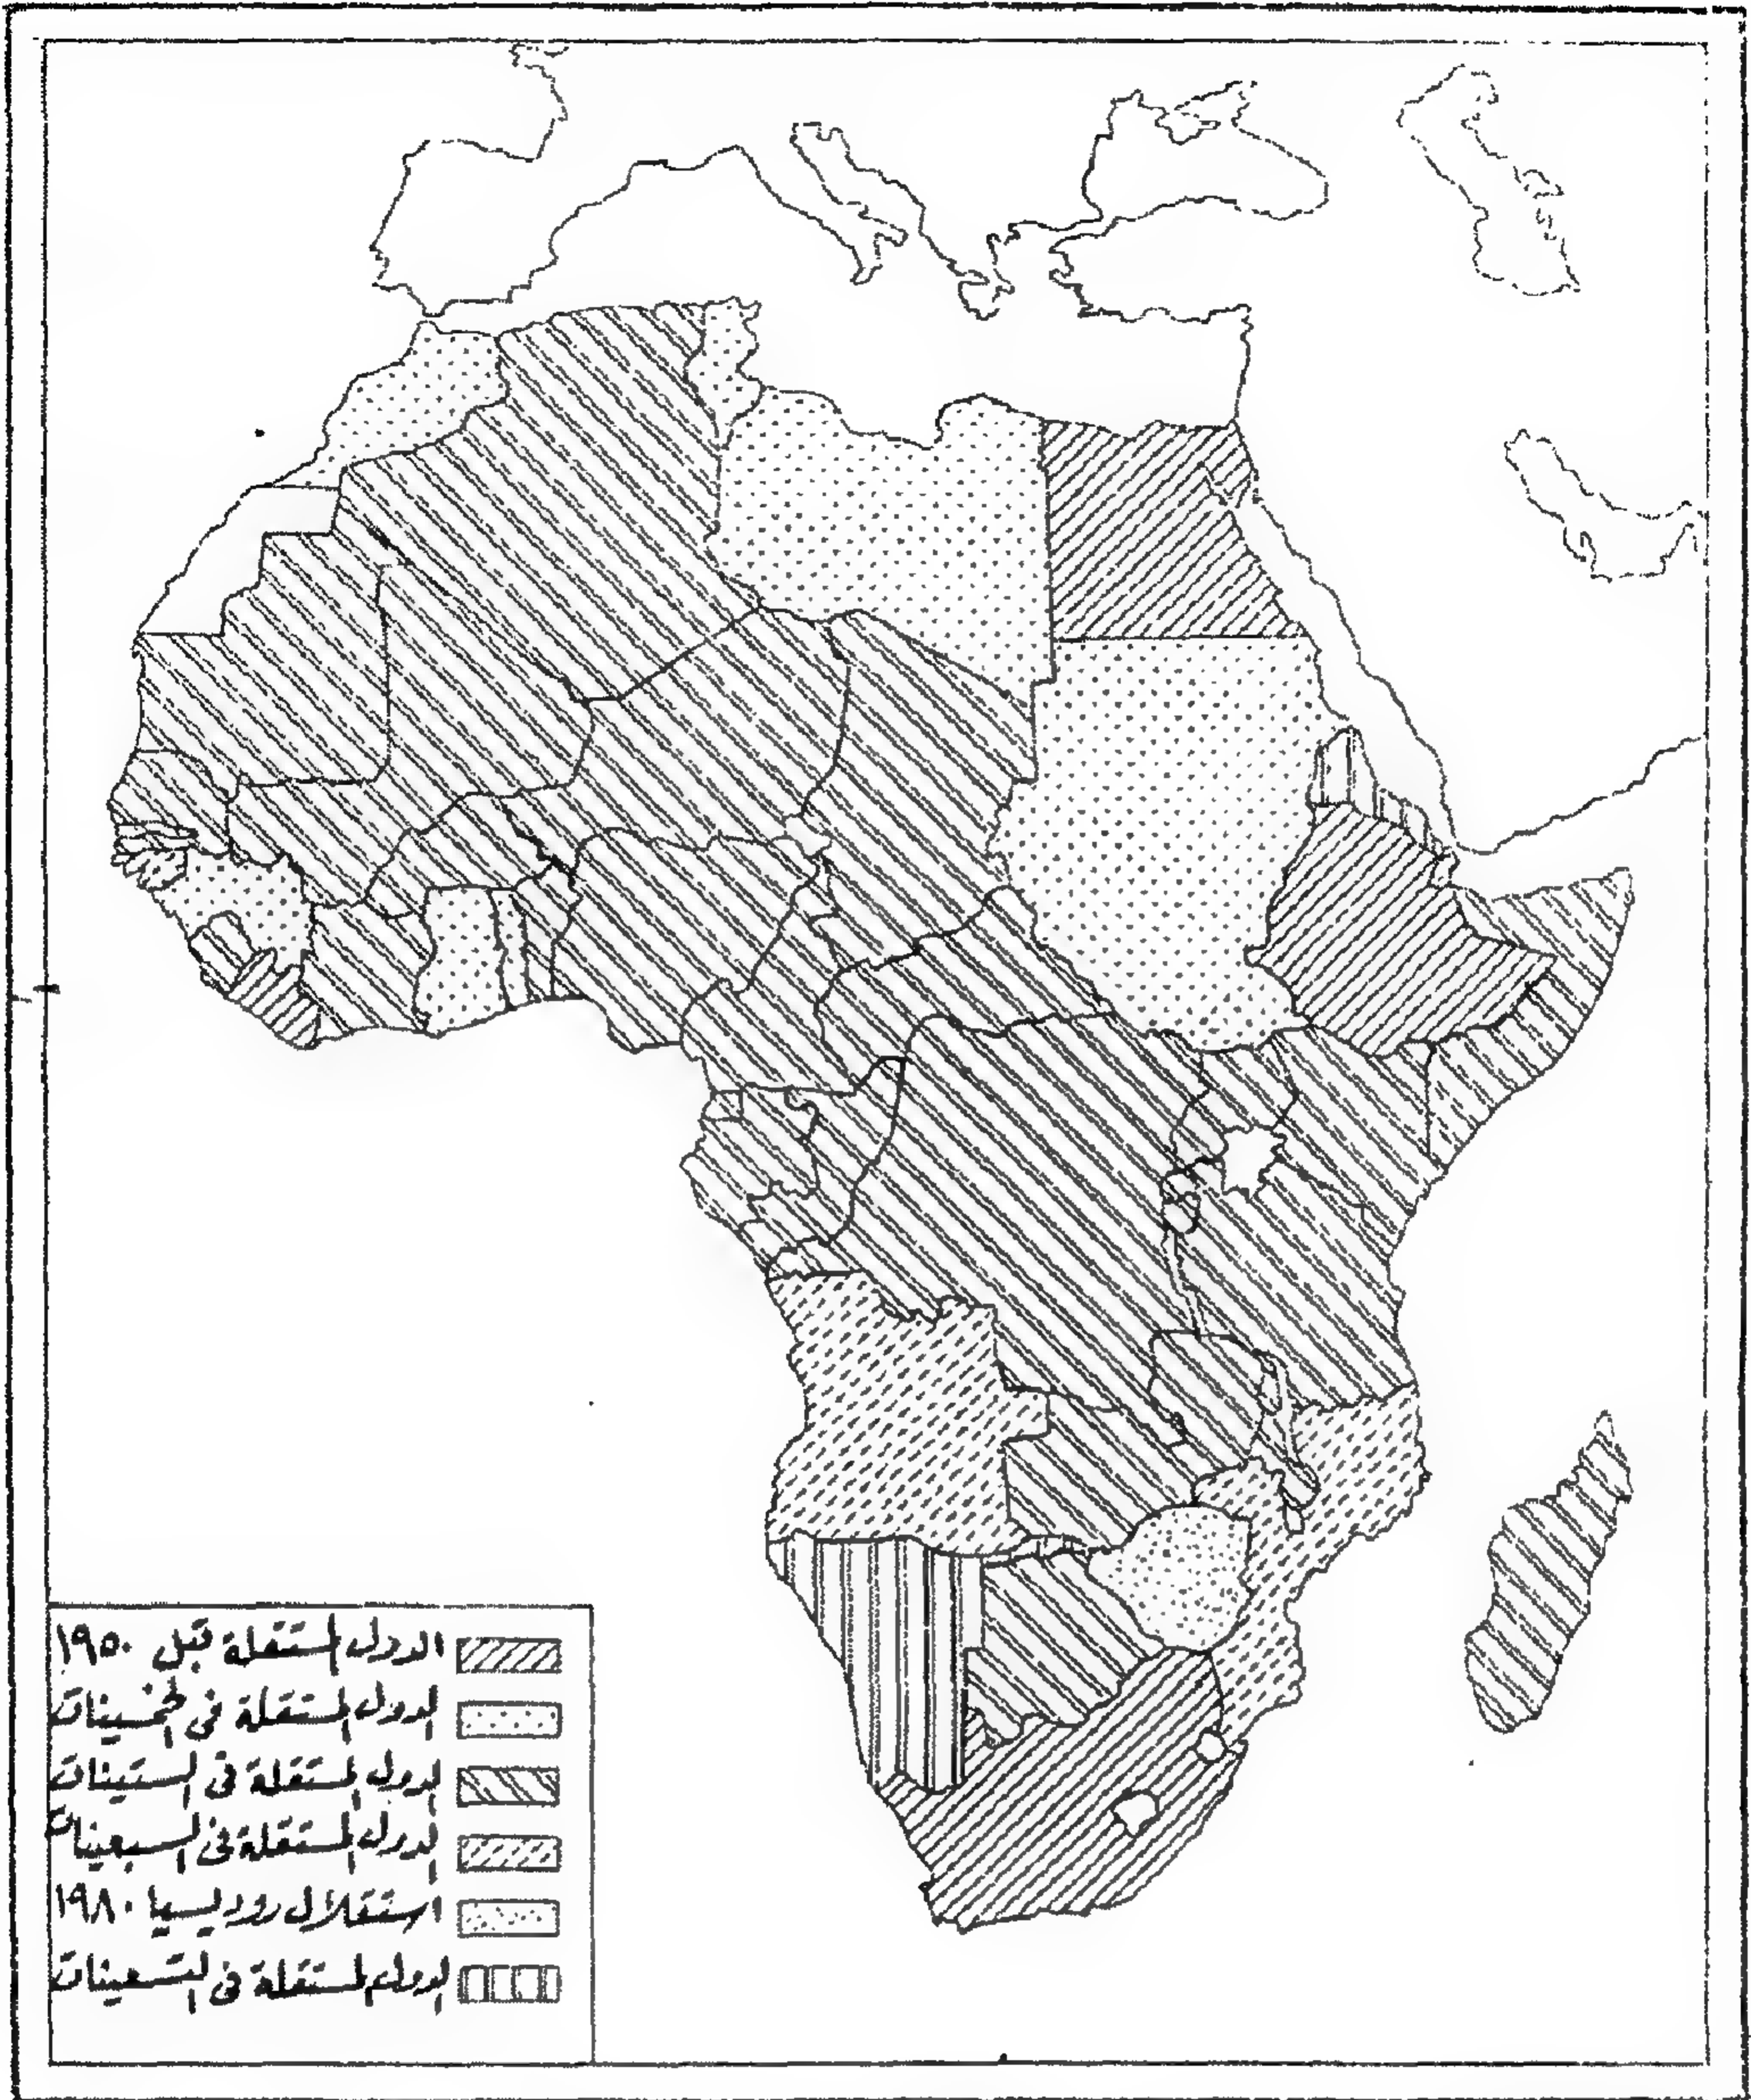 الدول المستقلة قبل ١٩٥٠
الدول المستقلة في الخمسينات
الدول المستقلة في الستينات
الدول المستقلة في السبعينات
استقلال روديسيا ١٩٨٠
الدول المستقلة في التسعينات